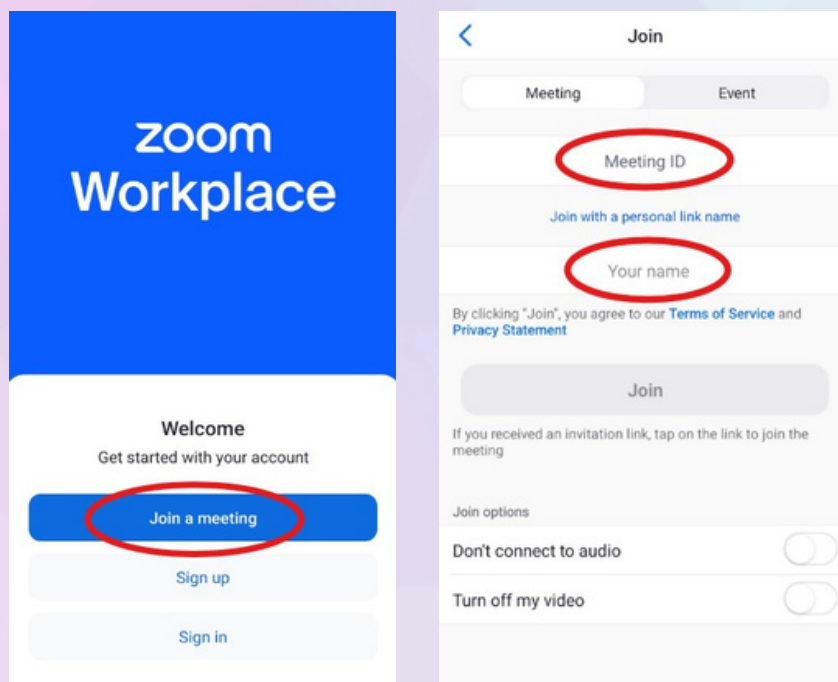 zoom
Workplace
Welcome
Get started with your account
Join a meeting
Sign up
Sign in
Join
Meeting
Event
Meeting ID
Join with a personal link name
Your name
By clicking "Join", you agree to our Terms of Service and
Privacy Statement
Join
If you received an invitation link, tap on the link to join the
meeting
Join options
Don't connect to audio
Turn off my video